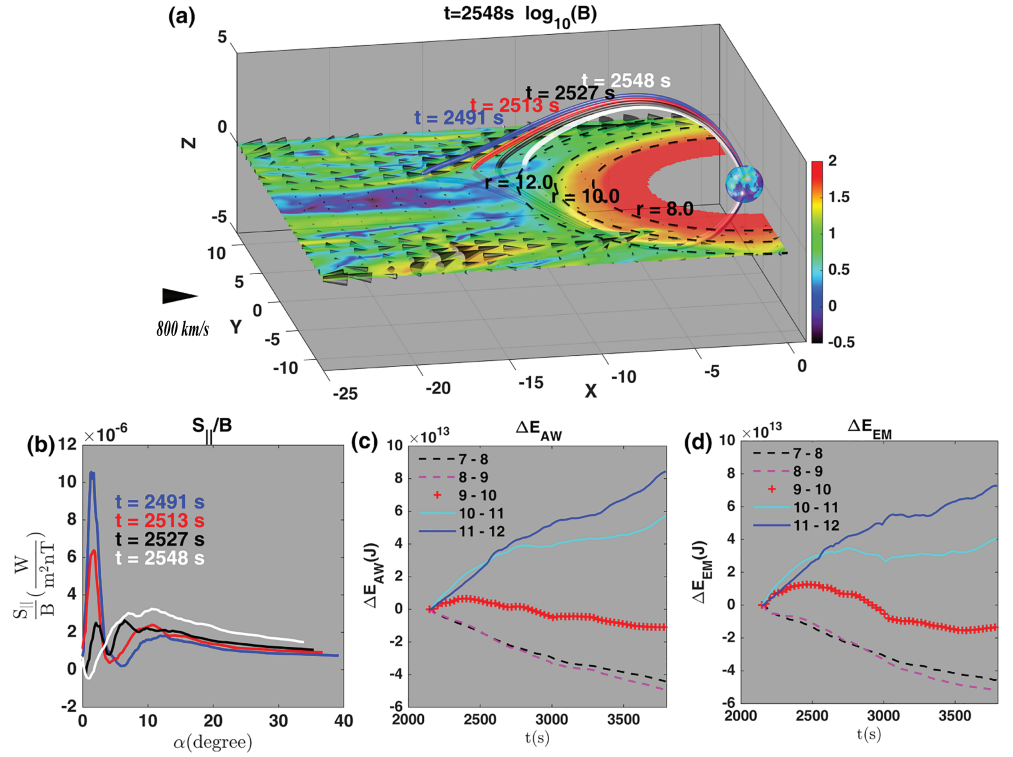 (a)
t=2548s log10(B)
5
0
-5
Z
t = 2548 s
t = 2527 s
t = 2513 s
t = 2491 s
r = 12.0
r = 10.0
r = 8.0
10
5
0
-5
-10
Y
800 km/s
-25
-20
-15
-10
-5
0
X
2
1.5
1
0.5
0
-0.5
(b)
S||/B
×10-6
12
10
8
6
4
2
0
-2
S|| / B (W / m2nT)
t = 2491 s
t = 2513 s
t = 2527 s
t = 2548 s
0
10
20
30
40
α(degree)
(c)
ΔEAW
×1013
10
8
6
4
2
0
-2
-4
-6
ΔEAW(J)
7 - 8
8 - 9
9 - 10
10 - 11
11 - 12
2000
2500
3000
3500
t(s)
(d)
ΔEEM
×1013
10
8
6
4
2
0
-2
-4
-6
ΔEEM(J)
7 - 8
8 - 9
9 - 10
10 - 11
11 - 12
2000
2500
3000
3500
t(s)